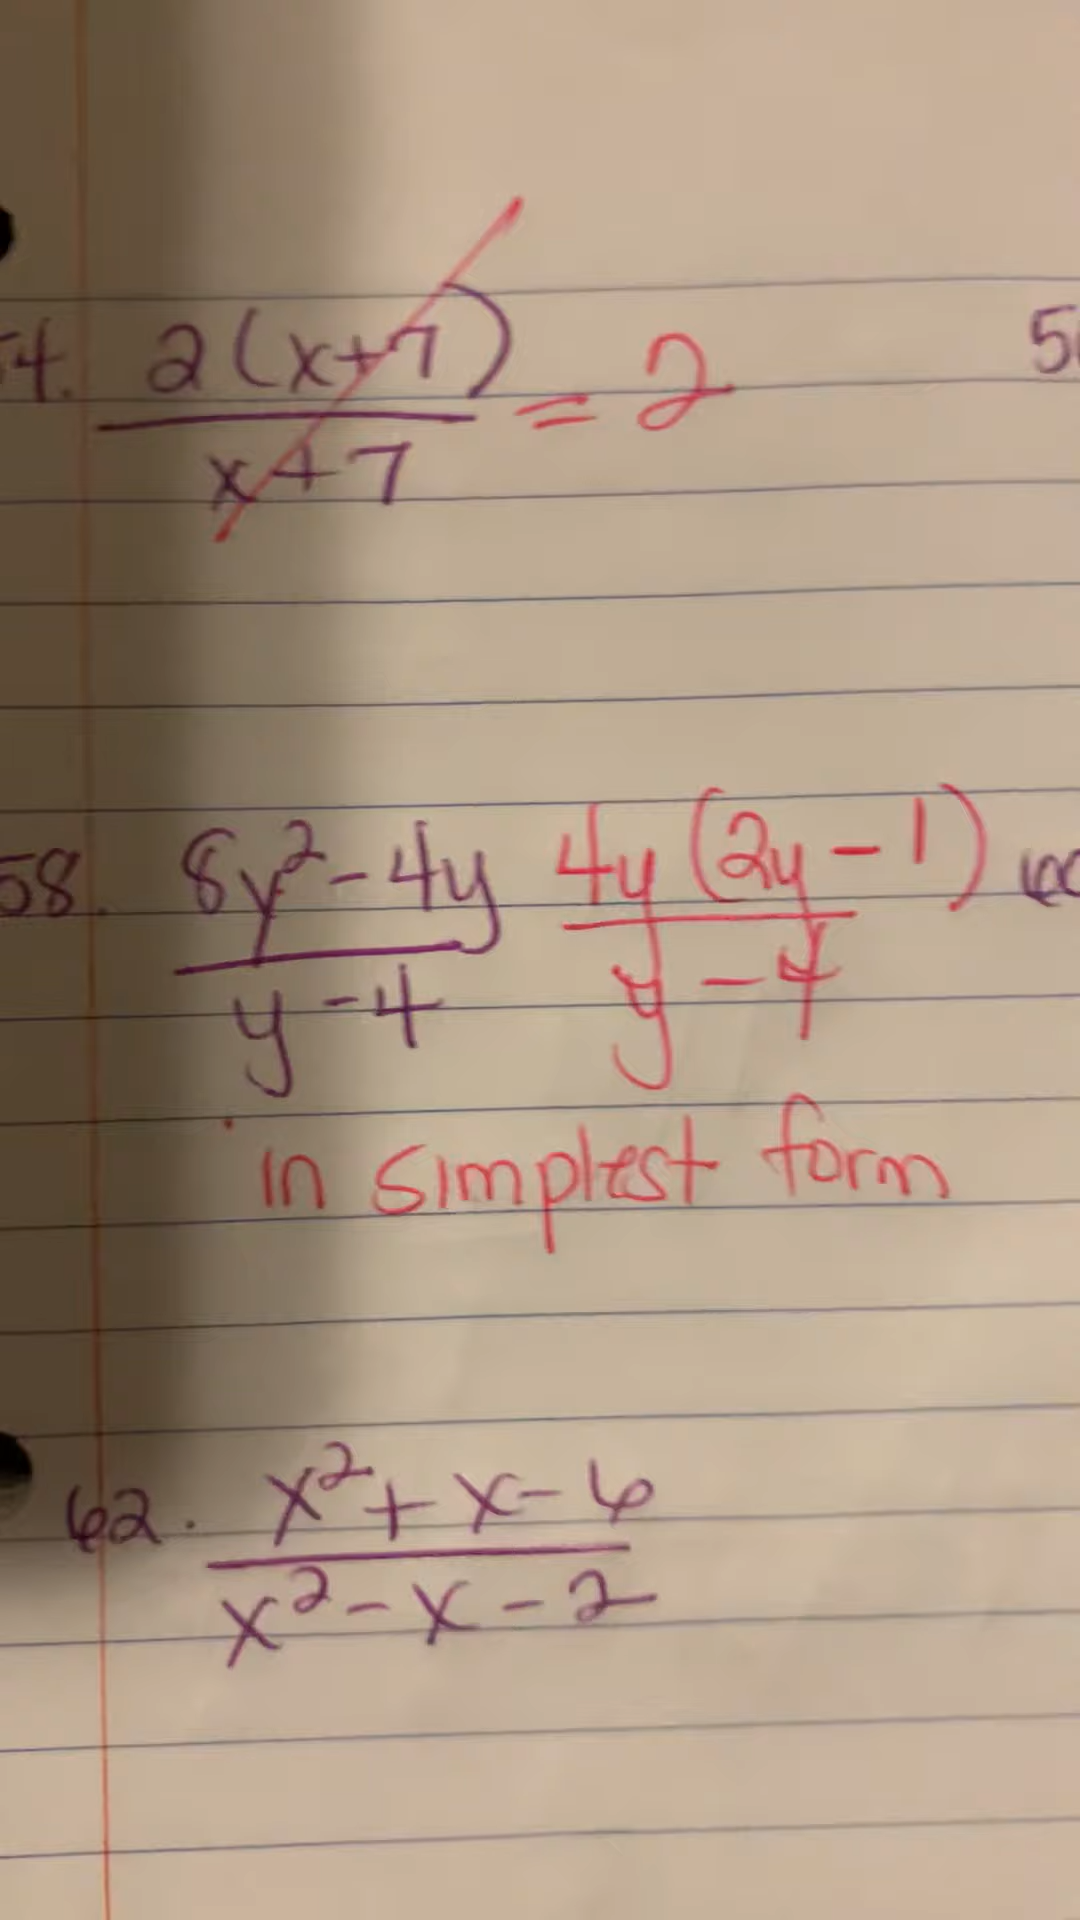 54. 2(x+7) = 2
x+7
58. 8y² - 4y 4y(2y - 1)
y - 4 y - 4
in simplest form
62. x² + x - 6
x² - x - 2